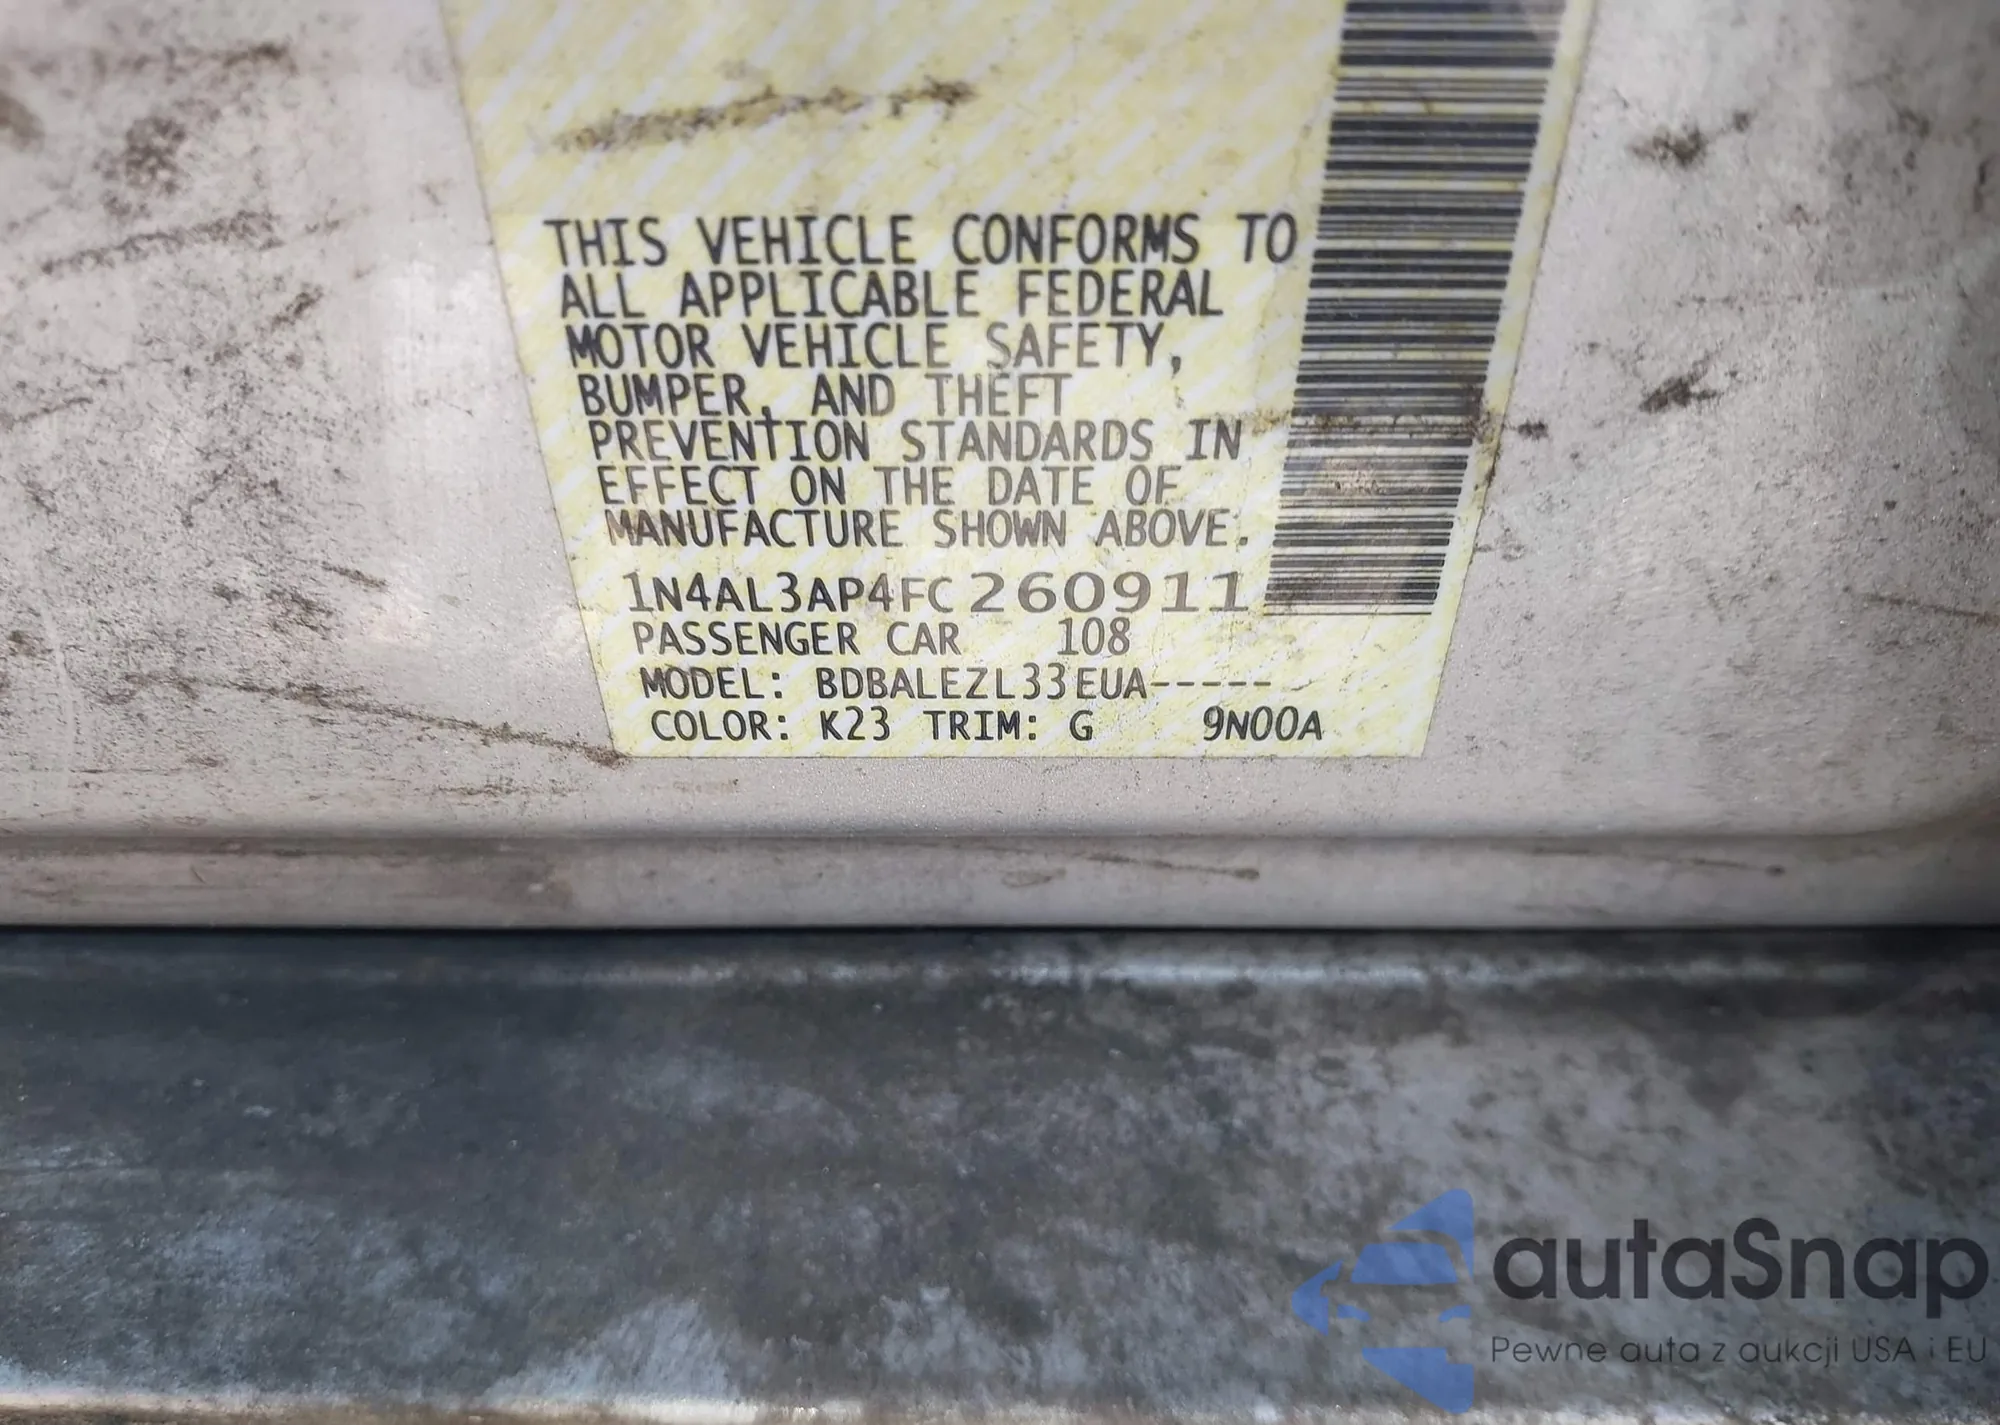 THIS VEHICLE CONFORMS TO
ALL APPLICABLE FEDERAL
MOTOR VEHICLE SAFETY,
BUMPER, AND THEFT
PREVENTION STANDARDS IN
EFFECT ON THE DATE OF
MANUFACTURE SHOWN ABOVE.
1N4AL3AP4FC260911
PASSENGER CAR 108
MODEL: BDBALEZL33EUA-----
COLOR: K23 TRIM: G 9N00A
autaSnap
Pewne auta z aukcji USA i EU